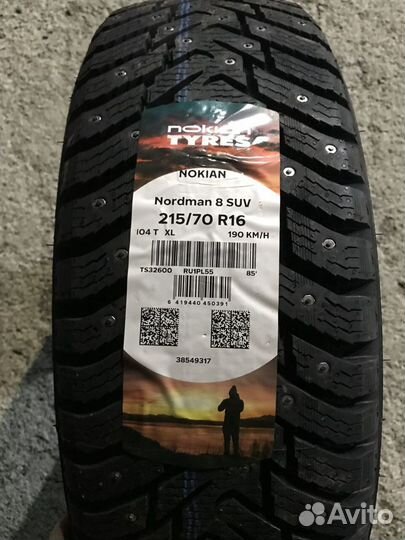 nokian
TYRES
NOKIAN
Nordman 8 SUV
215/70 R16
104 T XL 190 KM/H
TS32600 RU1PL55 85'
6 419440 450391
38549317
Avito